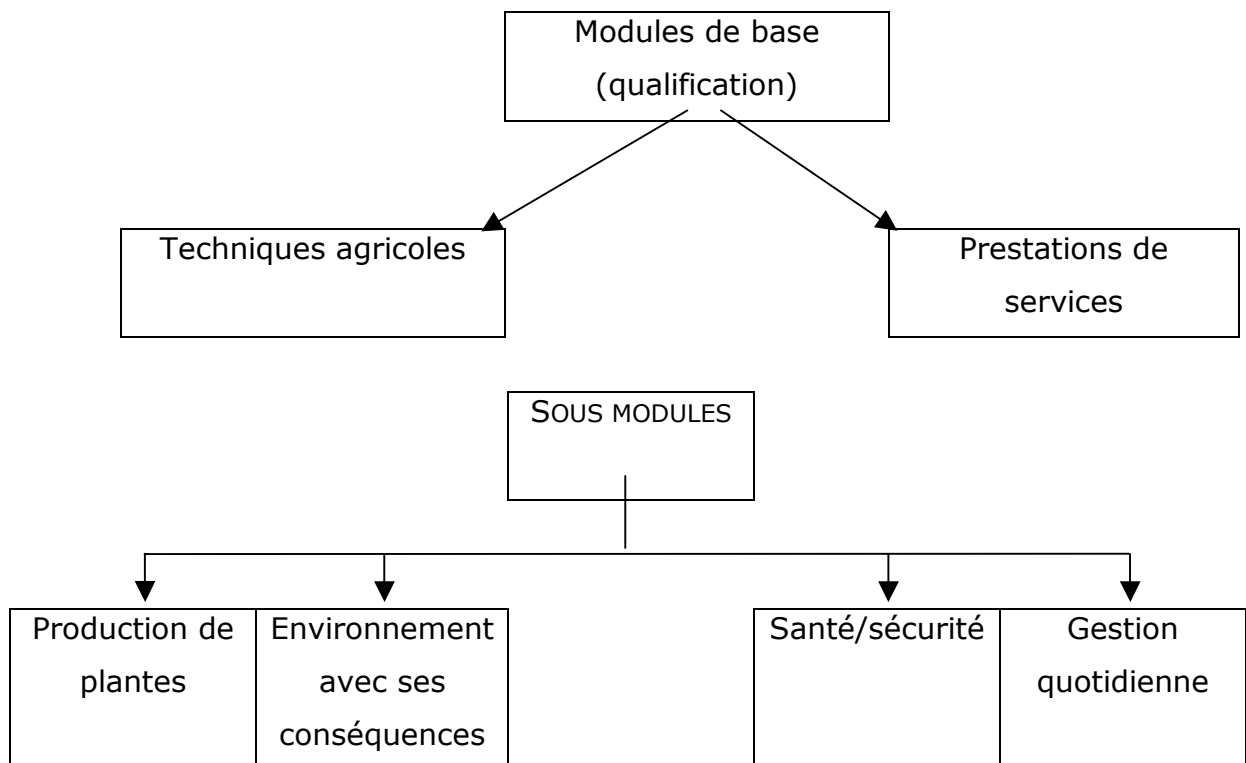 Modules de base
(qualification)
Techniques agricoles
Prestations de
services
SOUS MODULES
Production de
plantes
Environnement
avec ses
conséquences
Santé/sécurité
Gestion
quotidienne